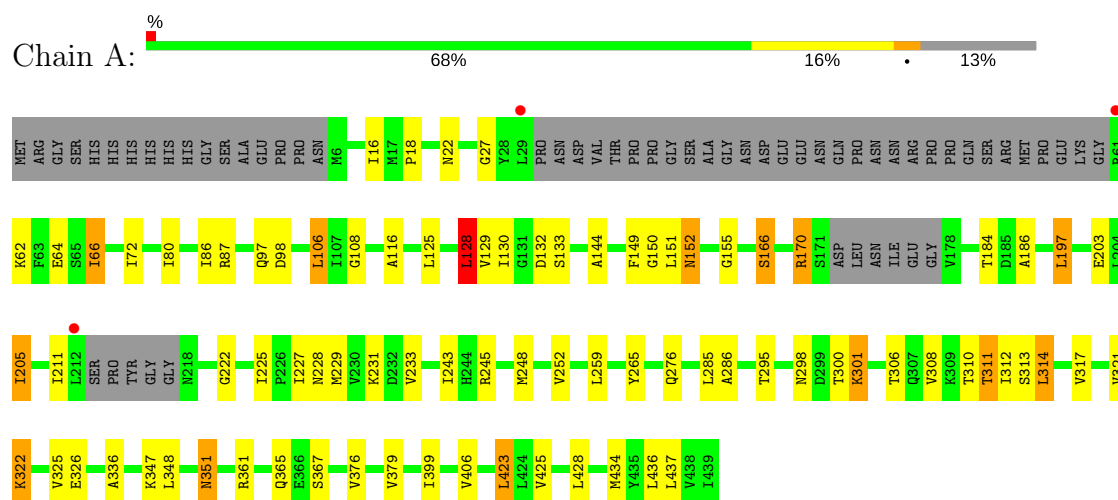 %
Chain A:
68% 16% • 13%
MET ARG GLY SER HIS HIS HIS HIS HIS HIS GLY SER ALA GLU PRO PRO ASN M6 I16 M17 P18 N22 G27 Y28 L29 PRO ASN ASP VAL THR PRO PRO GLY SER ALA GLY ASN ASP GLU GLU ASN GLN PRO ASN ASN ARG PRO PRO GLN SER ARG MET PRO GLU LYS GLY R61
K62 F63 E64 S65 I66 I72 I80 I86 R87 Q97 D98 L106 I107 G108 A116 L125 L128 V129 I130 G131 D132 S133 A144 F149 G150 L151 N152 G155 S166 R170 S171 ASP LEU ASN ILE GLU GLY V178 T184 D185 A186 L197 E203 L204
I205 I211 L212 SER PRO TYR GLY GLY N218 G222 I225 P226 I227 N228 M229 V230 K231 D232 V233 I243 H244 R245 M248 V252 L259 Y265 Q276 L285 A286 T295 N298 D299 T300 K301 T306 Q307 V308 K309 T310 T311 I312 S313 L314 V317 V321
K322 V325 E326 A336 K347 L348 N351 R361 Q365 E366 S367 V376 V379 I399 V406 L423 L424 V425 L428 M434 Y435 L436 L437 V438 I439